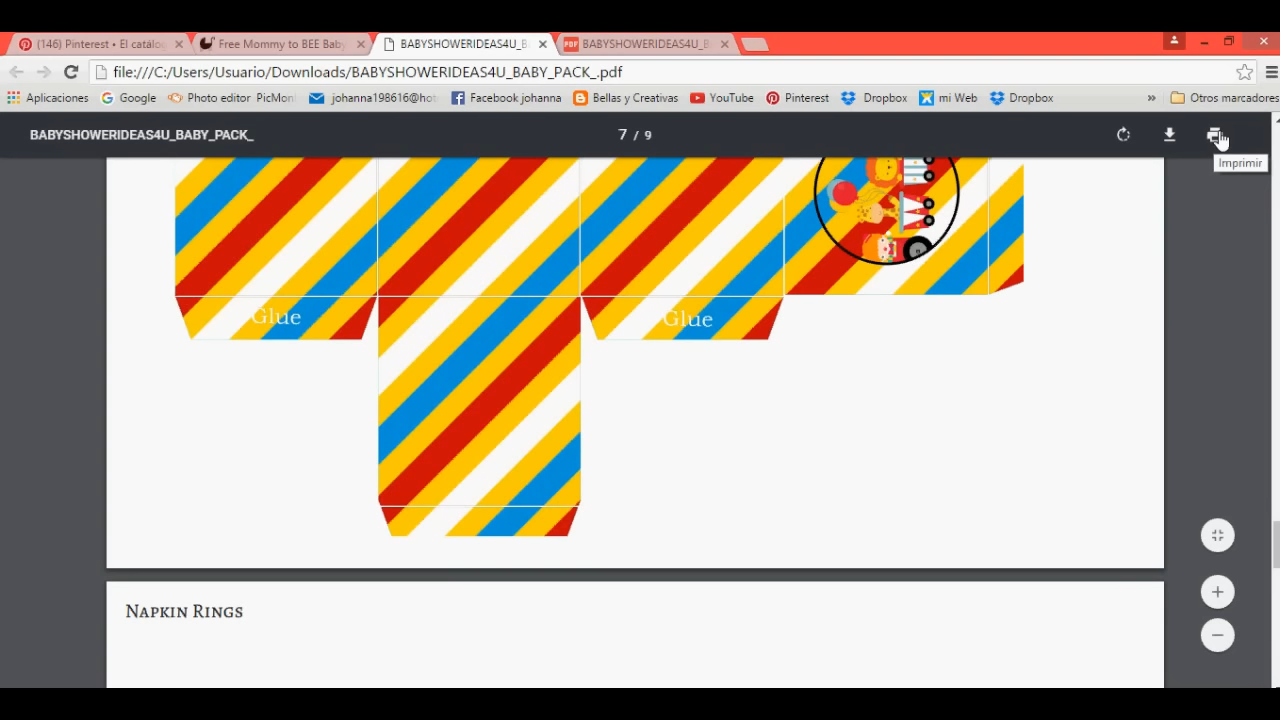 (146) Pinterest • El catálo
Free Mommy to BEE Baby
BABYSHOWERIDEAS4U_B
PDF BABYSHOWERIDEAS4U_B
file:///C:/Users/Usuario/Downloads/BABYSHOWERIDEAS4U_BABY_PACK_.pdf
Aplicaciones
Google
Photo editor PicMon
johanna198616@hot
Facebook johanna
Bellas y Creativas
YouTube
Pinterest
Dropbox
mi Web
Dropbox
»
Otros marcadores
BABYSHOWERIDEAS4U_BABY_PACK_
7 / 9
Imprimir
Glue
Glue
Napkin Rings